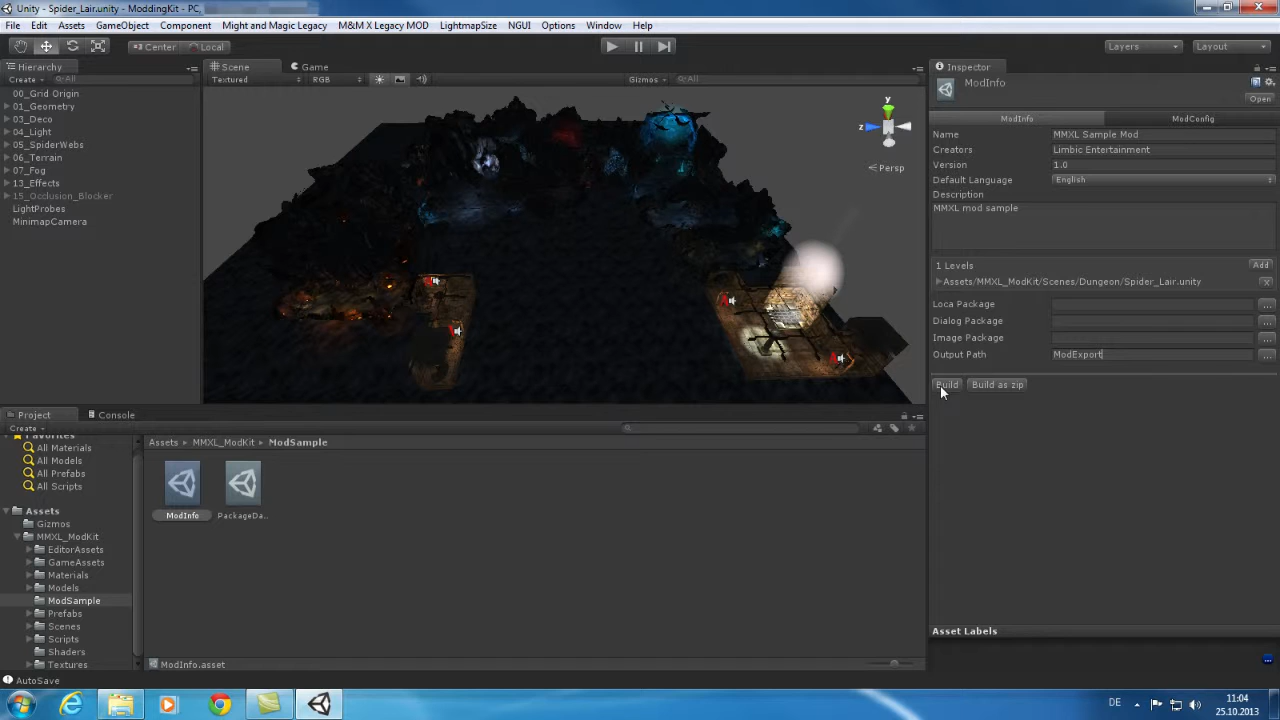 Unity - Spider_Lair.unity - ModdingKit - PC,
File Edit Assets GameObject Component Might and Magic Legacy M&M X Legacy MOD LightmapSize NGUI Options Window Help
Center Local Layers Layout
Hierarchy Scene Game Inspector
Create All Textured RGB Gizmos All ModInfo
Open
00_Grid Origin
01_Geometry
03_Deco
04_Light
05_SpiderWebs
06_Terrain
07_Fog
13_Effects
15_Occlusion_Blocker
LightProbes
MinimapCamera
y
z
Persp
ModInfo ModConfig
Name MMXL Sample Mod
Creators Limbic Entertainment
Version 1.0
Default Language English
Description
MMXL mod sample
1 Levels Add
Assets/MMXL_ModKit/Scenes/Dungeon/Spider_Lair.unity x
Loca Package ...
Dialog Package ...
Image Package ...
Output Path ModExport ...
Build Build as zip
Project Console
Create
Favorites
All Materials
All Models
All Prefabs
All Scripts
Assets
Gizmos
MMXL_ModKit
EditorAssets
GameAssets
Materials
Models
ModSample
Prefabs
Scenes
Scripts
Shaders
Textures
Assets MMXL_ModKit ModSample
ModInfo PackageDa...
ModInfo.asset
Asset Labels
AutoSave
DE 11:04
25.10.2013